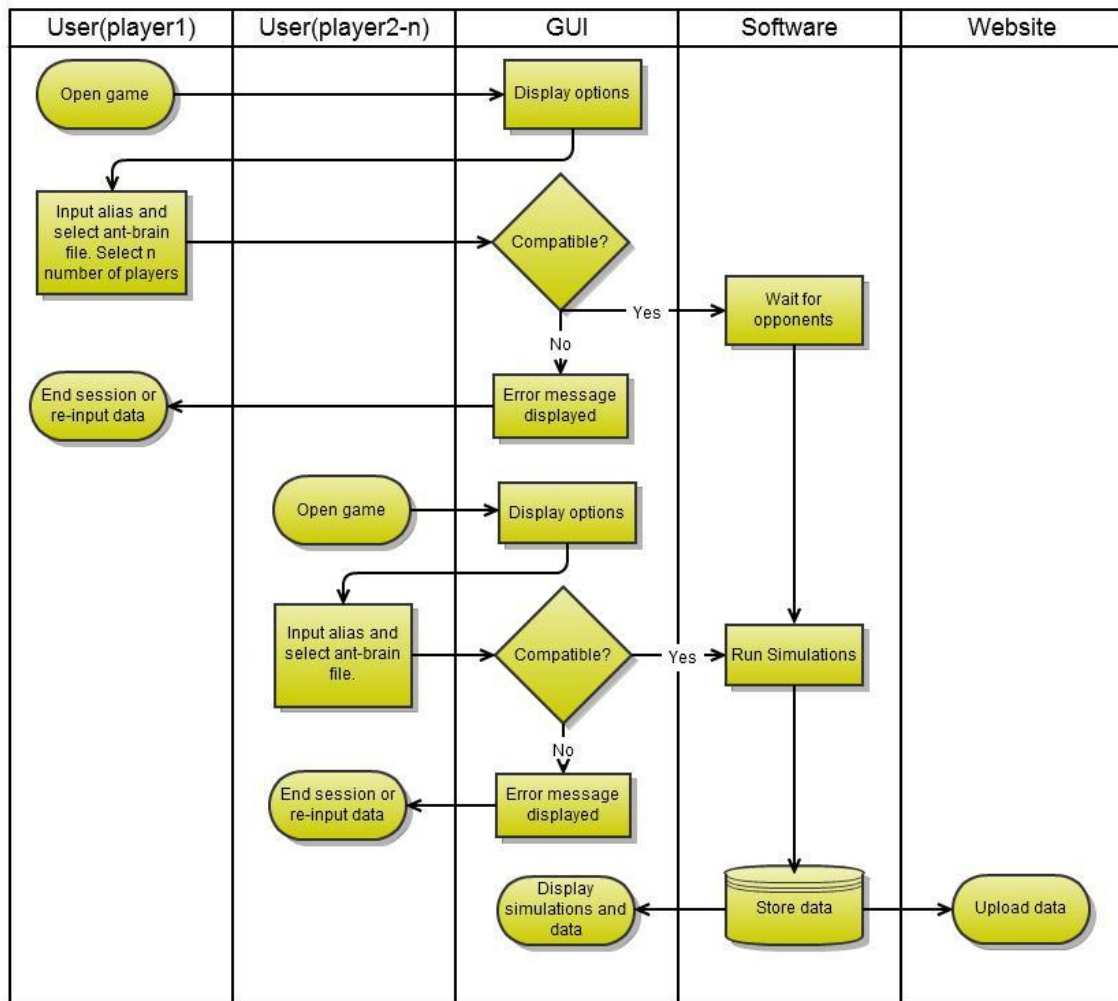 User(player1)
User(player2-n)
GUI
Software
Website
Open game
Display options
Input alias and
select ant-brain
file. Select n
number of players
Compatible?
Yes
Wait for
opponents
No
Error message
displayed
End session or
re-input data
Open game
Display options
Input alias and
select ant-brain
file.
Compatible?
Yes
Run Simulations
No
Error message
displayed
End session or
re-input data
Display
simulations and
data
Store data
Upload data